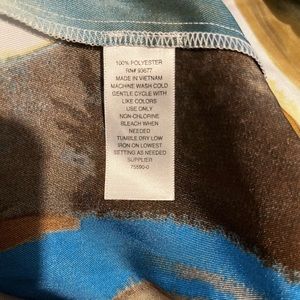 100% POLYESTER
RN# 93677
MADE IN VIETNAM
MACHINE WASH COLD
GENTLE CYCLE WITH
LIKE COLORS
USE ONLY
NON-CHLORINE
BLEACH WHEN
NEEDED
TUMBLE DRY LOW
IRON ON LOWEST
SETTING AS NEEDED
SUPPLIER
75590-0